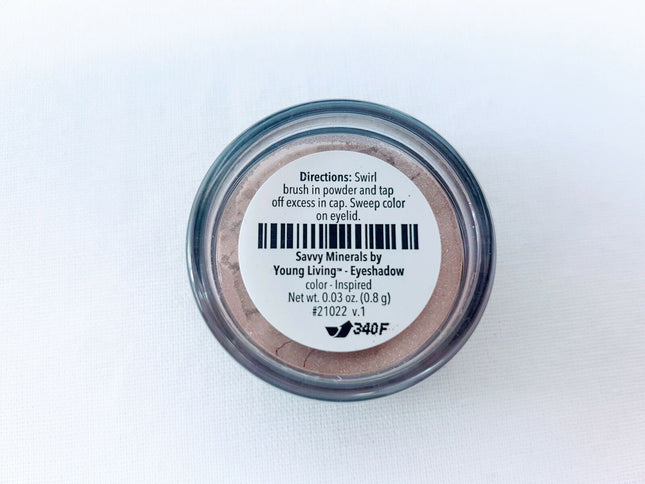 Directions: Swirl
brush in powder and tap
off excess in cap. Sweep color
on eyelid.
Savvy Minerals by
Young Living™ - Eyeshadow
color - Inspired
Net wt. 0.03 oz. (0.8 g)
#21022 v.1
340F